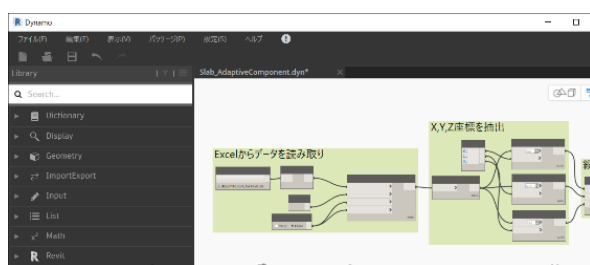 Dynamo
ファイル(F) 編集(E) 表示(V) パッケージ(P) 設定(S) ヘルプ
Library
Slab_AdaptiveComponent.dyn*
Search...
Dictionary
Display
Geometry
ImportExport
Input
List
Math
Revit
Excelからデータを読み取り
X,Y,Z座標を抽出